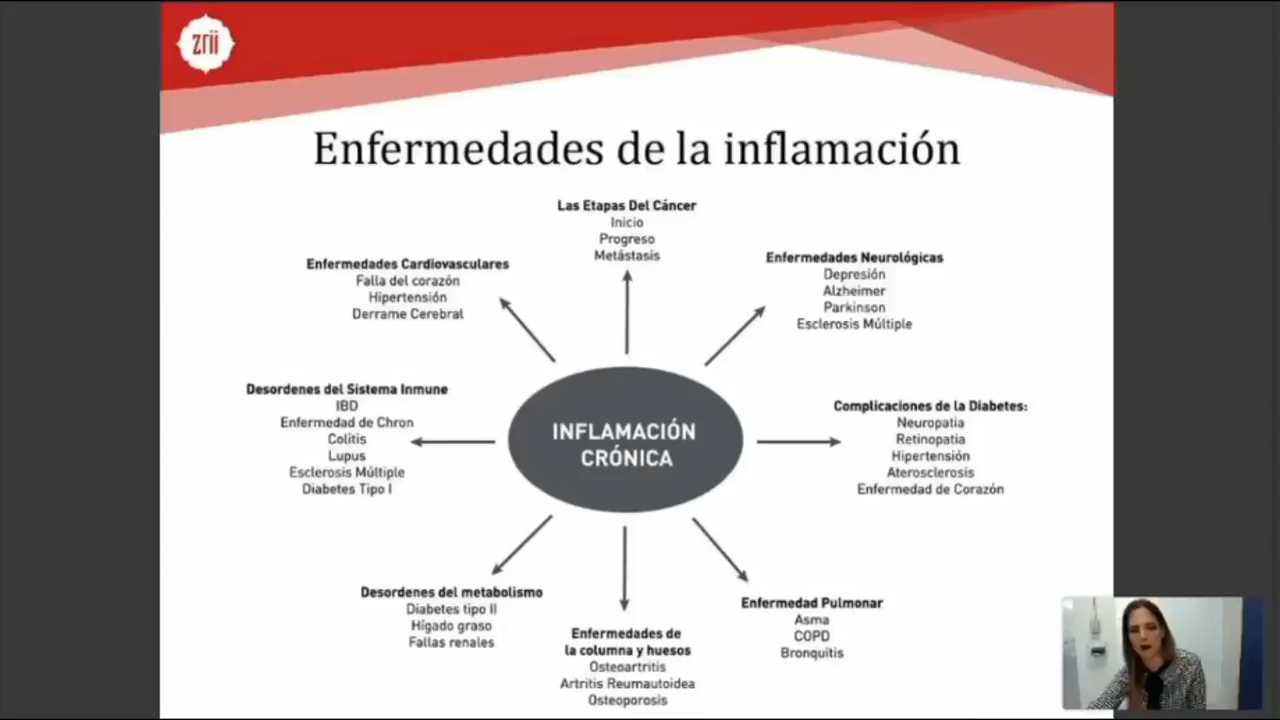 zrii
Enfermedades de la inflamación
Las Etapas Del Cáncer
Inicio
Progreso
Metástasis
Enfermedades Cardiovasculares
Falla del corazón
Hipertensión
Derrame Cerebral
Enfermedades Neurológicas
Depresión
Alzheimer
Parkinson
Esclerosis Múltiple
Desordenes del Sistema Inmune
IBD
Enfermedad de Chron
Colitis
Lupus
Esclerosis Múltiple
Diabetes Tipo I
INFLAMACIÓN
CRÓNICA
Complicaciones de la Diabetes:
Neuropatia
Retinopatia
Hipertensión
Aterosclerosis
Enfermedad de Corazón
Desordenes del metabolismo
Diabetes tipo II
Hígado graso
Fallas renales
Enfermedades de
la columna y huesos
Osteoartritis
Artritis Reumautoidea
Osteoporosis
Enfermedad Pulmonar
Asma
COPD
Bronquitis